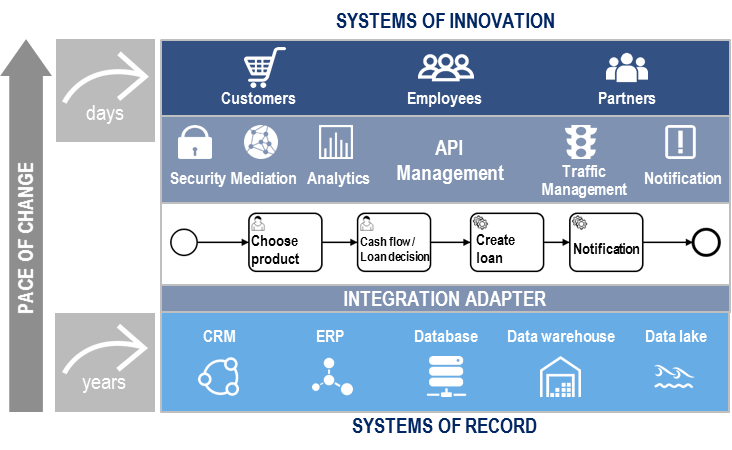 SYSTEMS OF INNOVATION
PACE OF CHANGE
days
Customers
Employees
Partners
Security
Mediation
Analytics
API
Management
Traffic
Management
Notification
Choose
product
Cash flow /
Loan decision
Create
loan
Notification
INTEGRATION ADAPTER
years
CRM
ERP
Database
Data warehouse
Data lake
SYSTEMS OF RECORD